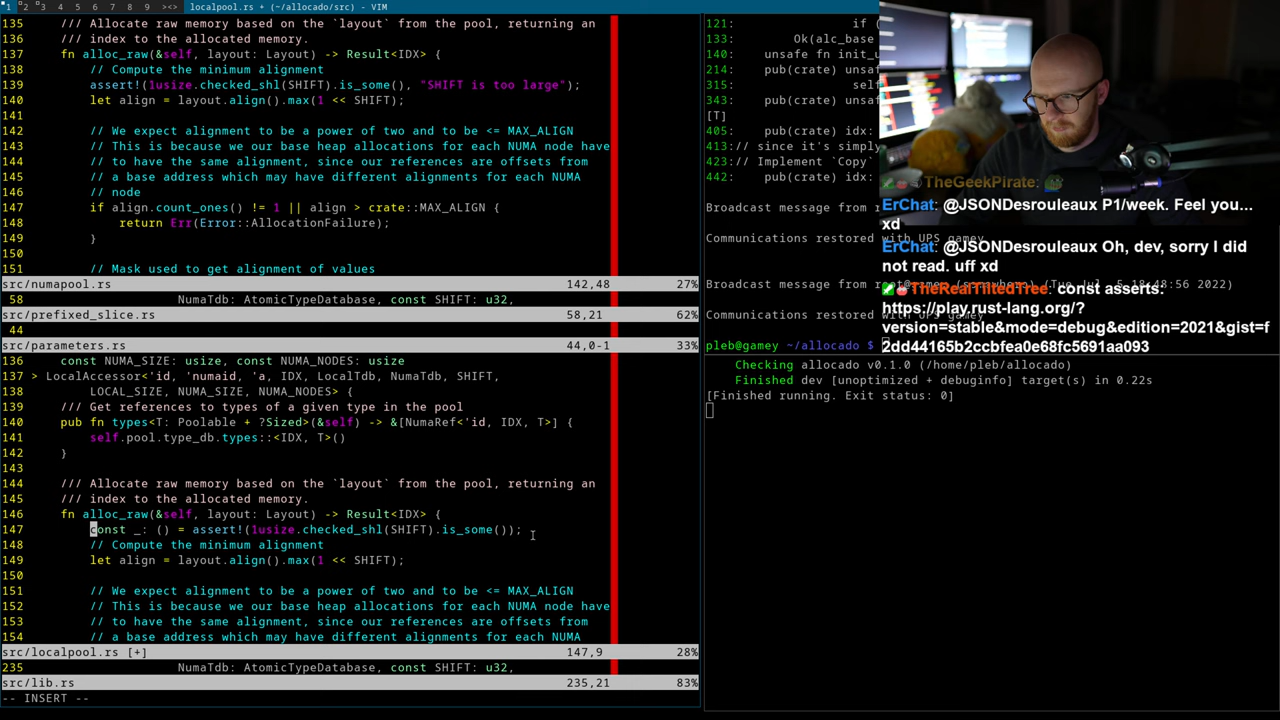 1 2 3 4 5 6 7 8 9 ><> localpool.rs + (~/allocado/src) - VIM
135 /// Allocate raw memory based on the `layout` from the pool, returning an
136 /// index to the allocated memory.
137 fn alloc_raw(&self, layout: Layout) -> Result<IDX> {
138 // Compute the minimum alignment
139 assert!(1usize.checked_shl(SHIFT).is_some(), "SHIFT is too large");
140 let align = layout.align().max(1 << SHIFT);
141
142 // We expect alignment to be a power of two and to be <= MAX_ALIGN
143 // This is because we our base heap allocations for each NUMA node have
144 // to have the same alignment, since our references are offsets from
145 // a base address which may have different alignments for each NUMA
146 // node
147 if align.count_ones() != 1 || align > crate::MAX_ALIGN {
148 return Err(Error::AllocationFailure);
149 }
150
151 // Mask used to get alignment of values
src/numapool.rs 142,48 27%
58 NumaTdb: AtomicTypeDatabase, const SHIFT: u32,
src/prefixed_slice.rs 58,21 62%
44
src/parameters.rs 44,0-1 33%
136 const NUMA_SIZE: usize, const NUMA_NODES: usize
137 > LocalAccessor<'id, 'numaid, 'a, IDX, LocalTdb, NumaTdb, SHIFT,
138 LOCAL_SIZE, NUMA_SIZE, NUMA_NODES> {
139 /// Get references to types of a given type in the pool
140 pub fn types<T: Poolable + ?Sized>(&self) -> &[NumaRef<'id, IDX, T>] {
141 self.pool.type_db.types::<IDX, T>()
142 }
143
144 /// Allocate raw memory based on the `layout` from the pool, returning an
145 /// index to the allocated memory.
146 fn alloc_raw(&self, layout: Layout) -> Result<IDX> {
147 const _: () = assert!(1usize.checked_shl(SHIFT).is_some());
148 // Compute the minimum alignment
149 let align = layout.align().max(1 << SHIFT);
150
151 // We expect alignment to be a power of two and to be <= MAX_ALIGN
152 // This is because we our base heap allocations for each NUMA node have
153 // to have the same alignment, since our references are offsets from
154 // a base address which may have different alignments for each NUMA
src/localpool.rs [+] 147,9 28%
235 NumaTdb: AtomicTypeDatabase, const SHIFT: u32,
src/lib.rs 235,21 83%
-- INSERT --
121: if (
133: Ok(alc_base
140: unsafe fn init_u
214: pub(crate) unsa
315: self
343: pub(crate) unsaf
[T]
405: pub(crate) idx:
413:// since it's simply
423:// Implement `Copy`
442: pub(crate) idx:
Broadcast message from r
Communications restored with UPS gamey
Broadcast message from
Communications restored with UPS gamey
pleb@gamey ~/allocado $
Checking allocado v0.1.0 (/home/pleb/allocado)
Finished dev [unoptimized + debuginfo] target(s) in 0.22s
[Finished running. Exit status: 0]
TheGeekPirate:
ErChat: @JSONDesrouleaux P1/week. Feel you...
xd
ErChat: @JSONDesrouleaux Oh, dev, sorry I did
not read. uff xd
TheRealTiltedTree: const asserts:
https://play.rust-lang.org/?
version=stable&mode=debug&edition=2021&gist=f
2dd44165b2ccbfea0e68fc5691aa093